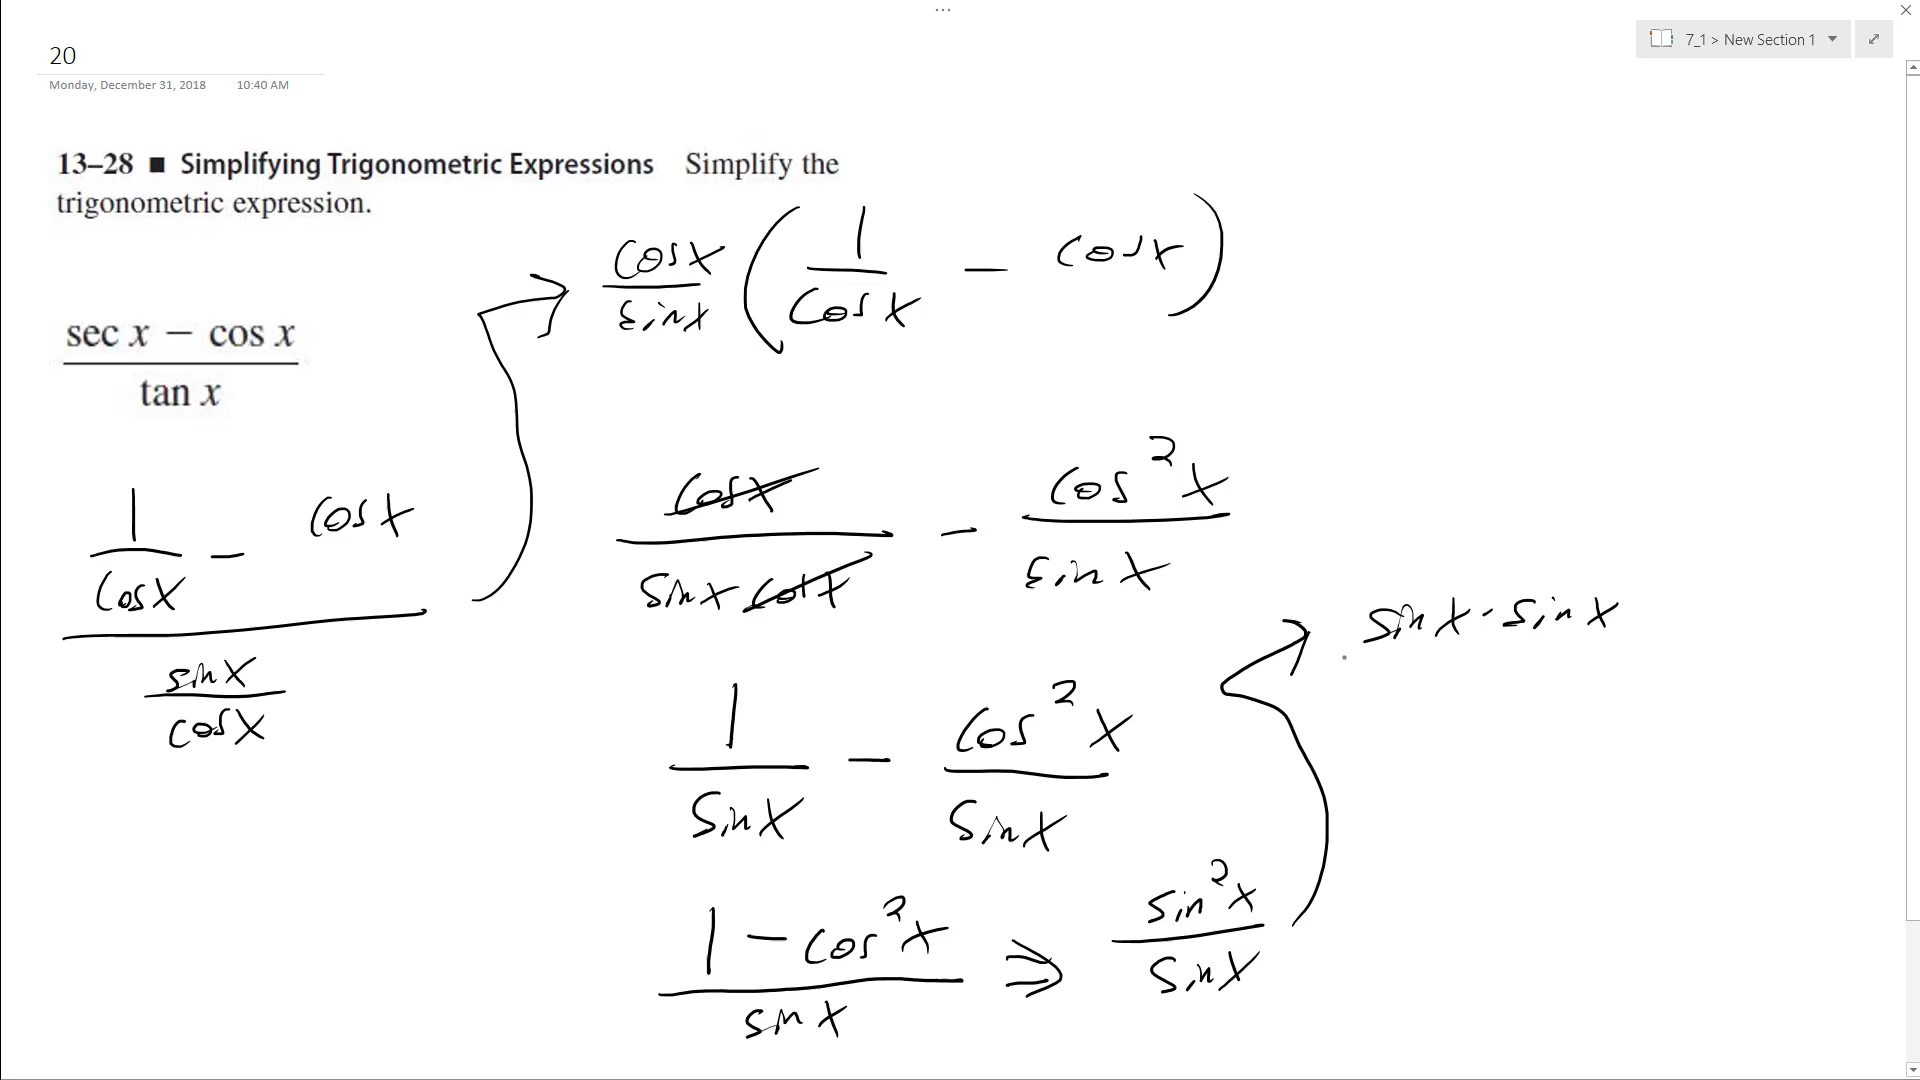 …
7_1 > New Section 1
20
Monday, December 31, 2018 10:40 AM
13–28 ■ Simplifying Trigonometric Expressions Simplify the
trigonometric expression.
sec x − cos x
tan x
1
cosx
−
cosx
sinx
cosx
cosx
sinx
(
1
cosx
−
cosx)
cosx
sinx cosx
−
cos²x
sinx
1
sinx
−
cos²x
sinx
1 − cos²x
sinx
⇒
sin²x
sinx
sinx · sinx